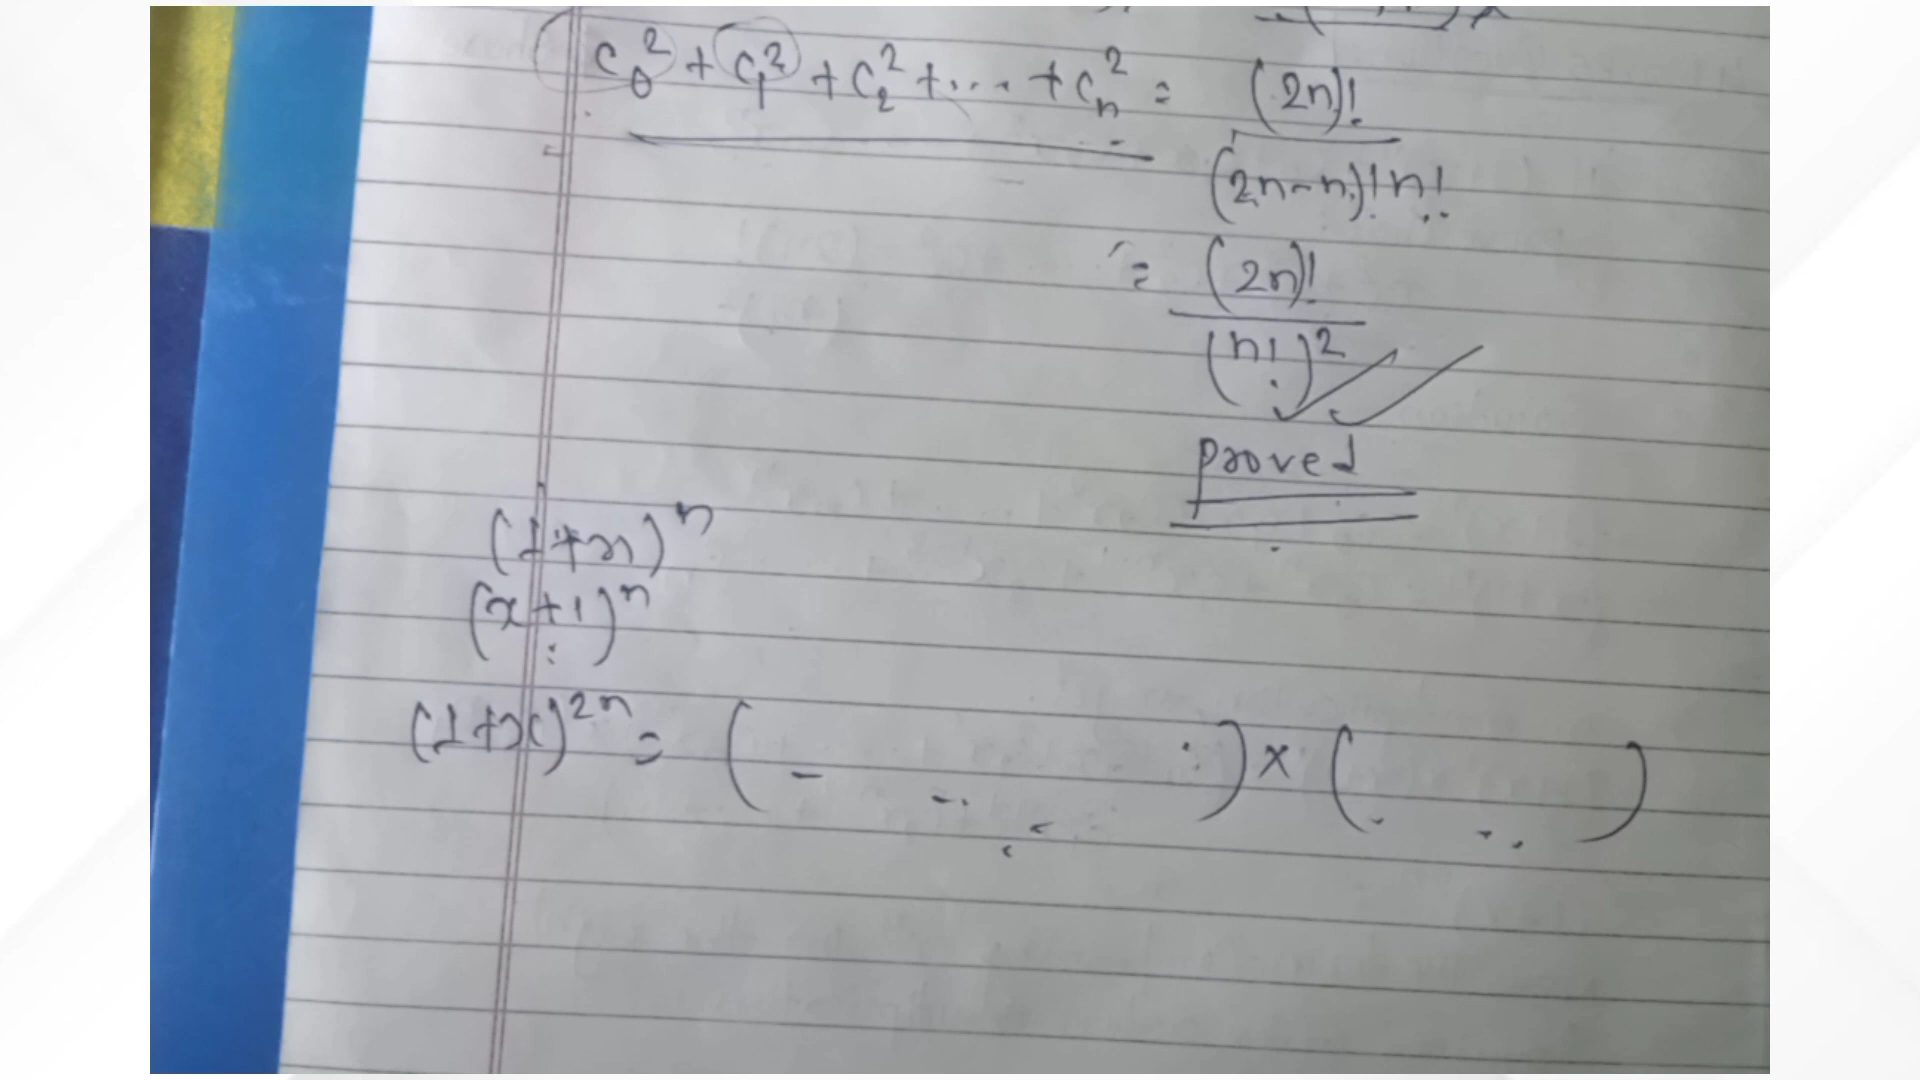 C₀² + C₁² + C₂² + ... + Cₙ² = (2n)!
(2n-n)! n!
= (2n)!
(n!)²
Proved
(1+x)ⁿ
(x+1)ⁿ
(1+x)²ⁿ = ( - ... ) × ( ... )